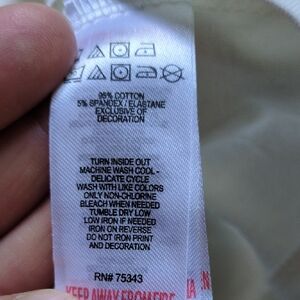 95% COTTON
5% SPANDEX / ELASTANE
EXCLUSIVE OF
DECORATION
TURN INSIDE OUT
MACHINE WASH COOL -
DELICATE CYCLE
WASH WITH LIKE COLORS
ONLY NON-CHLORINE
BLEACH WHEN NEEDED
TUMBLE DRY LOW
LOW IRON IF NEEDED
IRON ON REVERSE
DO NOT IRON PRINT
AND DECORATION
RN# 75343
KEEP AWAY FROM FIRE